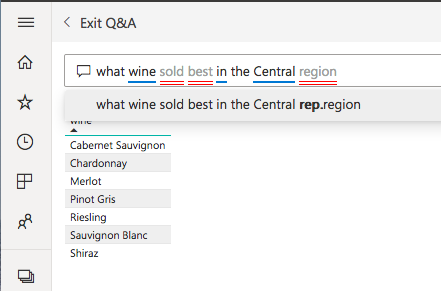 Exit Q&A
what wine sold best in the Central region
what wine sold best in the Central rep.region
wine
Cabernet Sauvignon
Chardonnay
Merlot
Pinot Gris
Riesling
Sauvignon Blanc
Shiraz